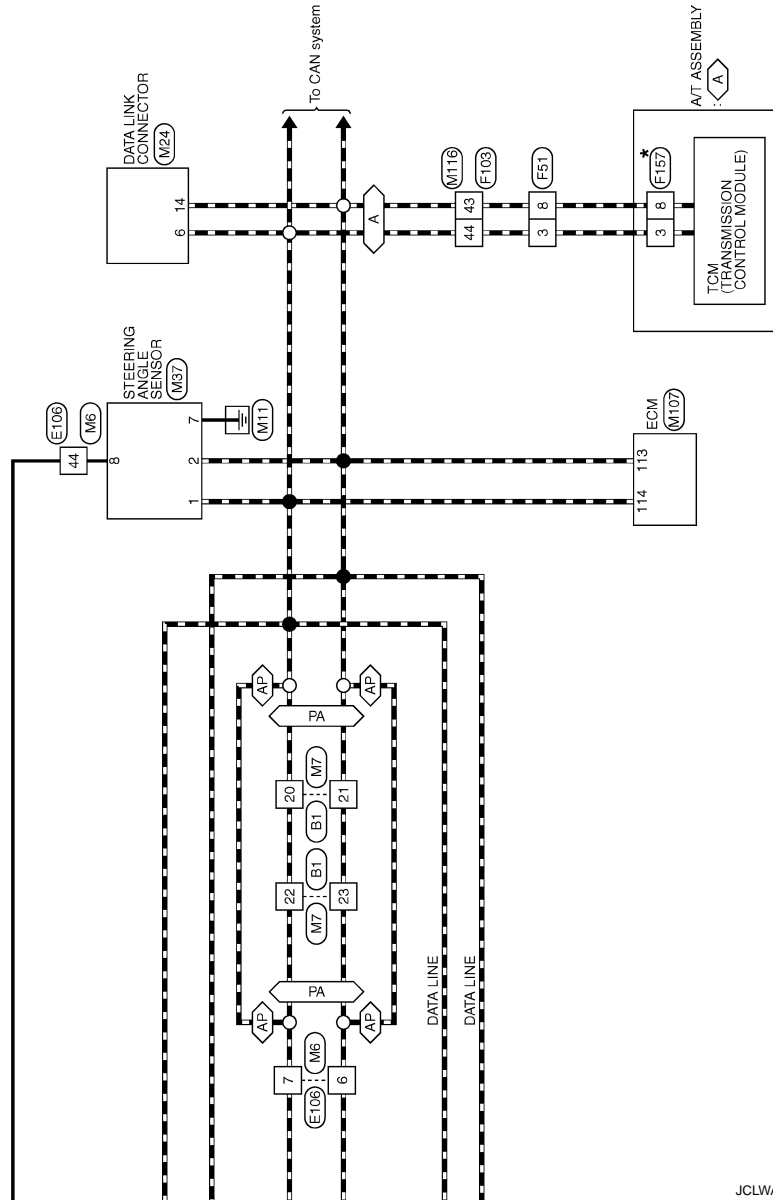 DATA LINK
CONNECTOR
M24
6
14
To CAN system
A
M116
F103
44
43
F51
3
8
*
F157
3
8
A/T ASSEMBLY
: A
TCM
(TRANSMISSION
CONTROL MODULE)
STEERING
ANGLE
SENSOR
M37
E106
M6
44
8
1
2
7
M11
ECM
M107
114
113
AP
AP
PA
M7
20
21
B1
B1
22
23
M7
PA
AP
AP
M6
7
6
E106
DATA LINE
DATA LINE